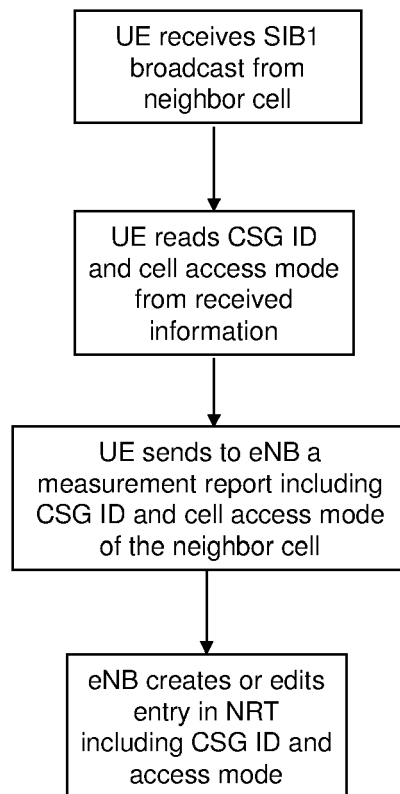 UE receives SIB1
broadcast from
neighbor cell
UE reads CSG ID
and cell access mode
from received
information
UE sends to eNB a
measurement report including
CSG ID and cell access mode
of the neighbor cell
eNB creates or edits
entry in NRT
including CSG ID and
access mode